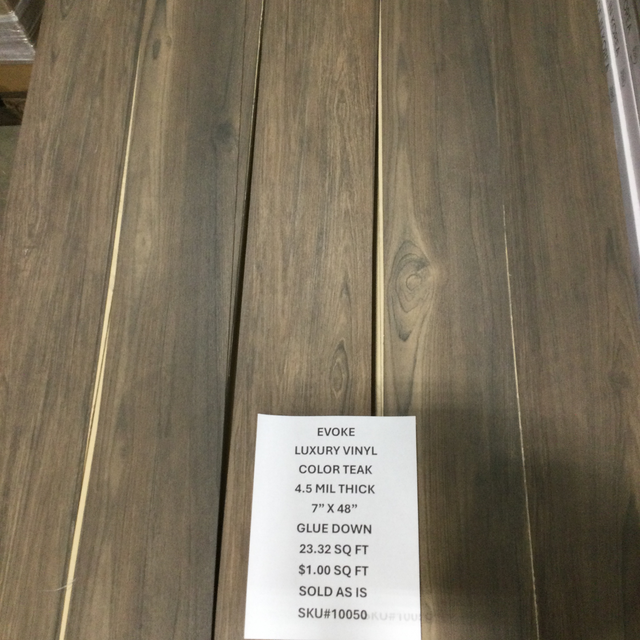 EVOKE
LUXURY VINYL
COLOR TEAK
4.5 MIL THICK
7” X 48”
GLUE DOWN
23.32 SQ FT
$1.00 SQ FT
SOLD AS IS
SKU#10050